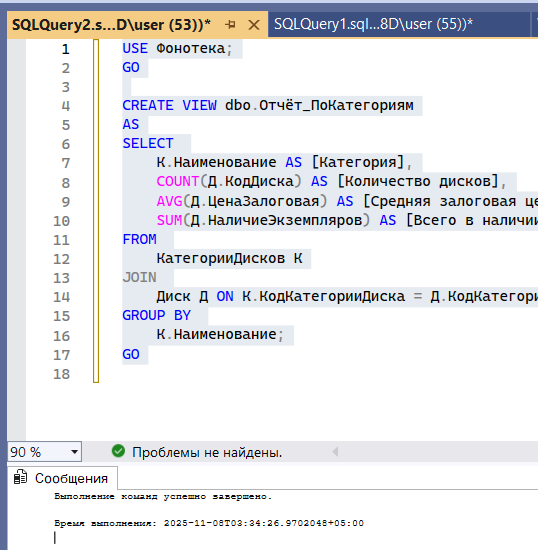 SQLQuery2.s...D\user (53))* SQLQuery1.sql...8D\user (55))*
1 USE Фонотека;
2 GO
3
4 CREATE VIEW dbo.Отчёт_ПоКатегориям
5 AS
6 SELECT
7 К.Наименование AS [Категория],
8 COUNT(Д.КодДиска) AS [Количество дисков],
9 AVG(Д.ЦенаЗалоговая) AS [Средняя залоговая це
10 SUM(Д.НаличиеЭкземпляров) AS [Всего в наличии
11 FROM
12 КатегорииДисков К
13 JOIN
14 Диск Д ON К.КодКатегорииДиска = Д.КодКатегори
15 GROUP BY
16 К.Наименование;
17 GO
18
90 % Проблемы не найдены.
Сообщения
Выполнение команд успешно завершено.
Время выполнения: 2025-11-08T03:34:26.9702048+05:00